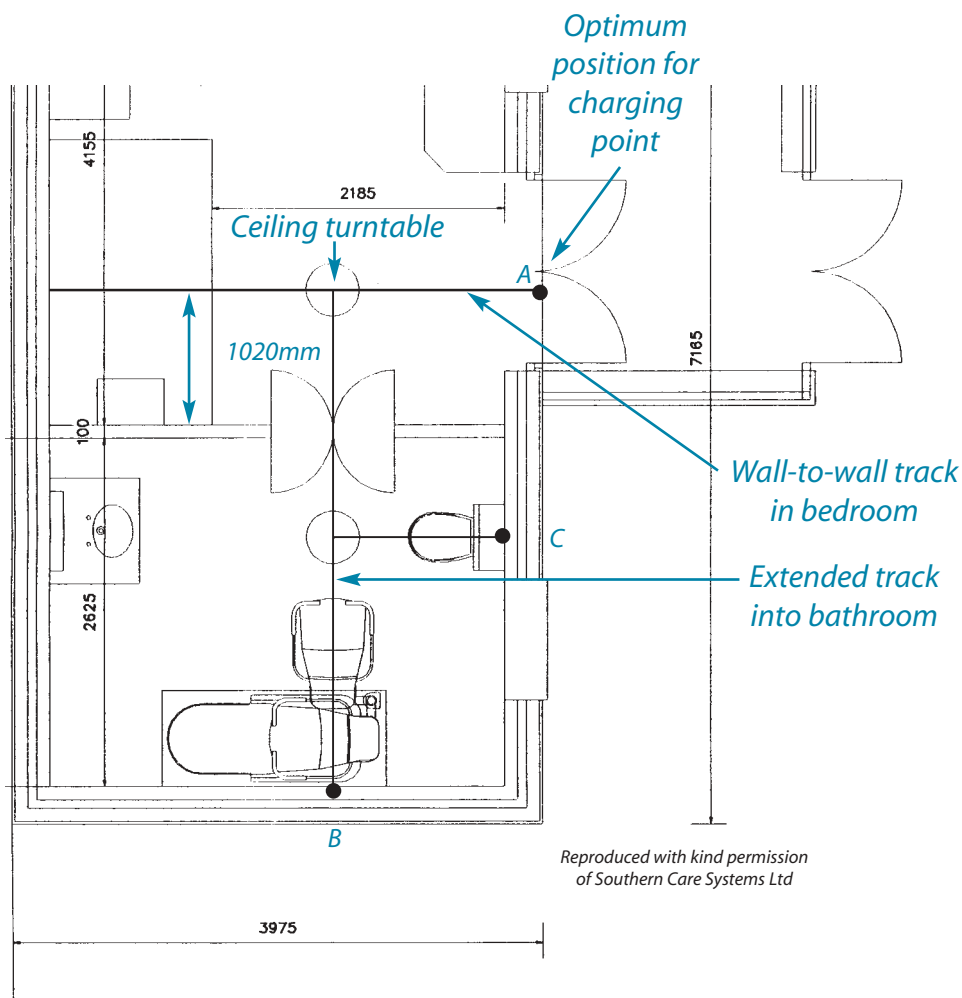 Optimum
position for
charging
point
4155
2185
Ceiling turntable
A
1020mm
7165
100
Wall-to-wall track
in bedroom
C
Extended track
into bathroom
2625
B
Reproduced with kind permission
of Southern Care Systems Ltd
3975